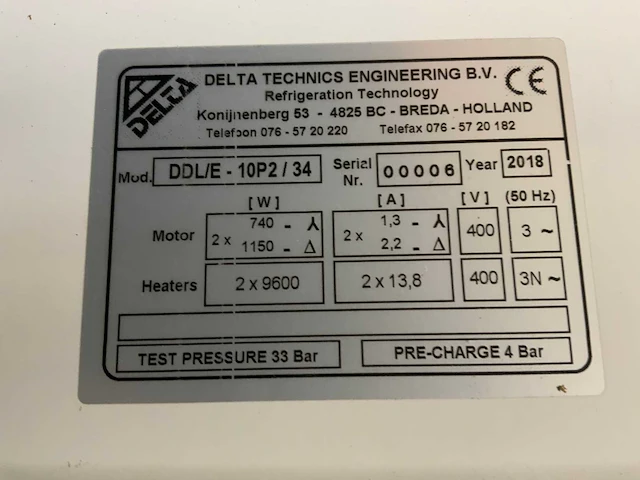 DELTA
DELTA TECHNICS ENGINEERING B.V. CE
Refrigeration Technology
Konijnenberg 53 - 4825 BC - BREDA - HOLLAND
Telefoon 076 - 57 20 220 Telefax 076 - 57 20 182
Mod. DDL/E - 10P2 / 34 Serial Nr. 00006 Year 2018
[ W ] [ A ] [ V ] (50 Hz)
Motor 2 x 740 - ⅄ 1150 - Δ 2 x 1,3 - ⅄ 2,2 - Δ 400 3 ~
Heaters 2 x 9600 2 x 13,8 400 3N ~
TEST PRESSURE 33 Bar PRE-CHARGE 4 Bar